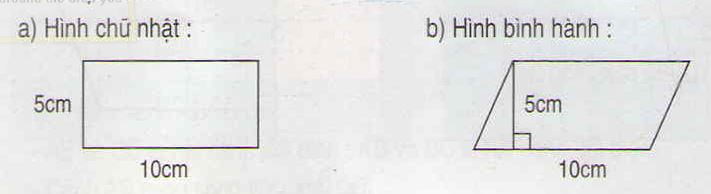 a) Hình chữ nhật :
5cm
10cm
b) Hình bình hành :
5cm
10cm